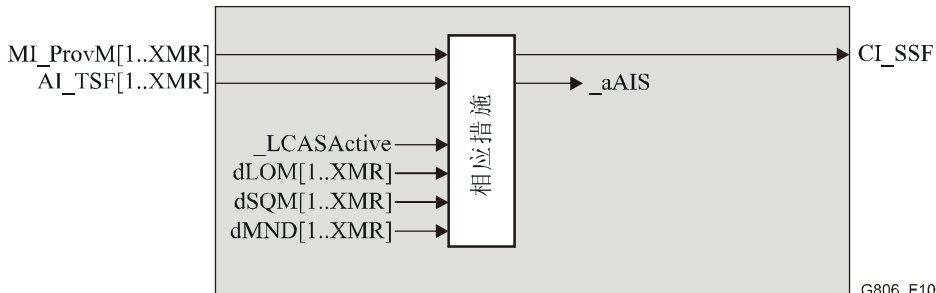 MI_ProvM[1..XMR]
CI_SSF
AI_TSF[1..XMR]
_aAIS
相应措施
_LCASActive
dLOM[1..XMR]
dSQM[1..XMR]
dMND[1..XMR]